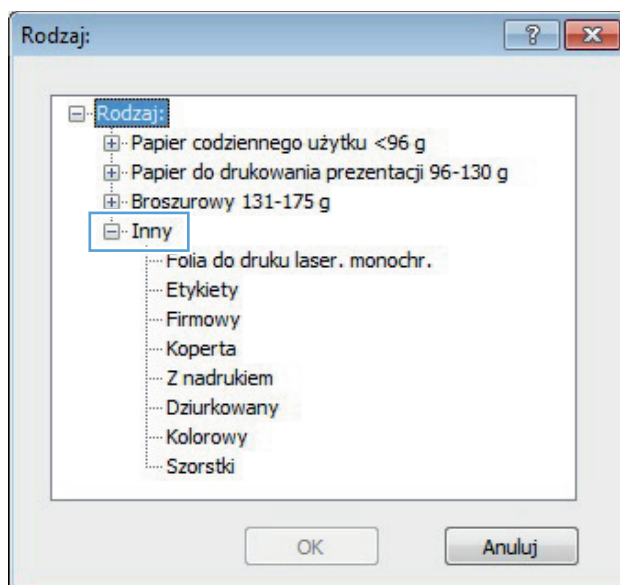 Rodzaj:
Rodzaj:
Papier codziennego użytku <96 g
Papier do drukowania prezentacji 96-130 g
Broszurowy 131-175 g
Inny
Folia do druku laser. monochr.
Etykiety
Firmowy
Koperta
Z nadrukiem
Dziurkowany
Kolorowy
Szorstki
OK Anuluj